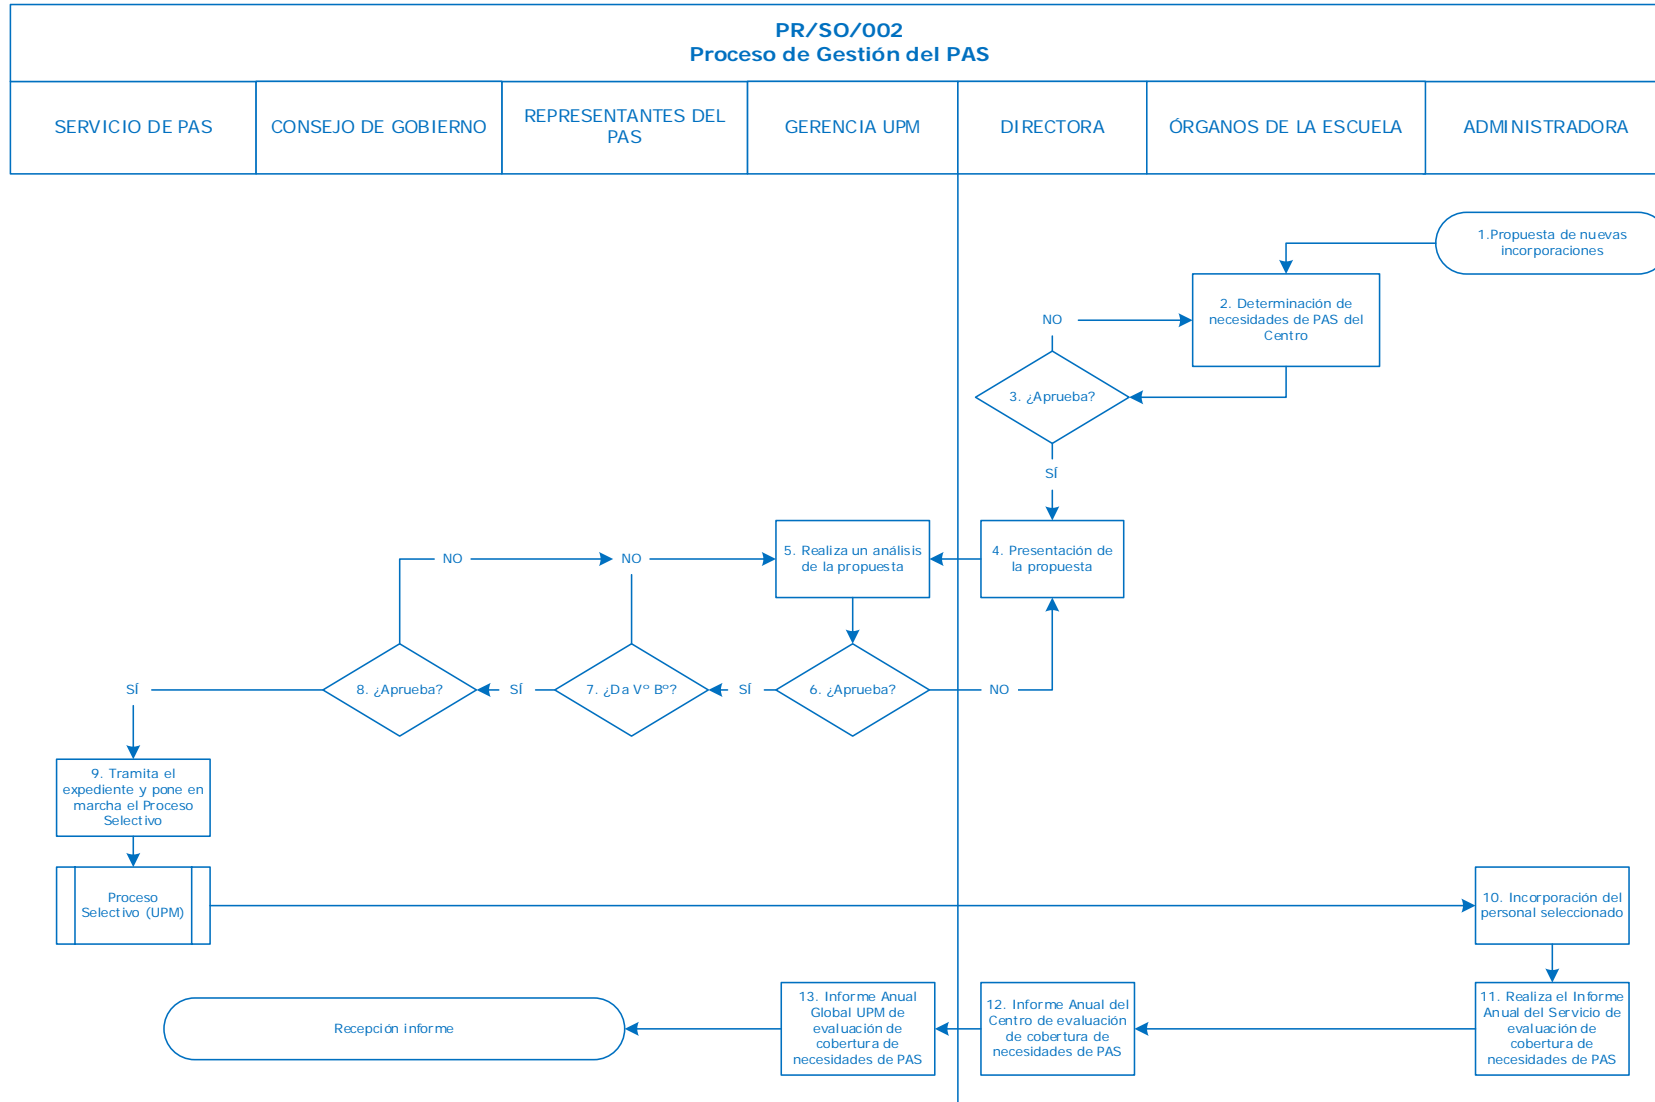 PR/SO/002
Proceso de Gestión del PAS
SERVICIO DE PAS
CONSEJO DE GOBIERNO
REPRESENTANTES DEL
PAS
GERENCIA UPM
DIRECTORA
ÓRGANOS DE LA ESCUELA
ADMINISTRADORA
1.Propuesta de nuevas
incorporaciones
2. Determinación de
necesidades de PAS del
Centro
NO
3. ¿Aprueba?
SÍ
4. Presentación de
la propuesta
5. Realiza un análisis
de la propuesta
NO
NO
8. ¿Aprueba?
SÍ
7. ¿Da Vº Bº?
SÍ
6. ¿Aprueba?
NO
SÍ
9. Tramita el
expediente y pone en
marcha el Proceso
Selectivo
Proceso
Selectivo (UPM)
10. Incorporación del
personal seleccionado
11. Realiza el Informe
Anual del Servicio de
evaluación de
cobertura de
necesidades de PAS
12. Informe Anual del
Centro de evaluación
de cobertura de
necesidades de PAS
13. Informe Anual
Global UPM de
evaluación de
cobertura de
necesidades de PAS
Recepción informe